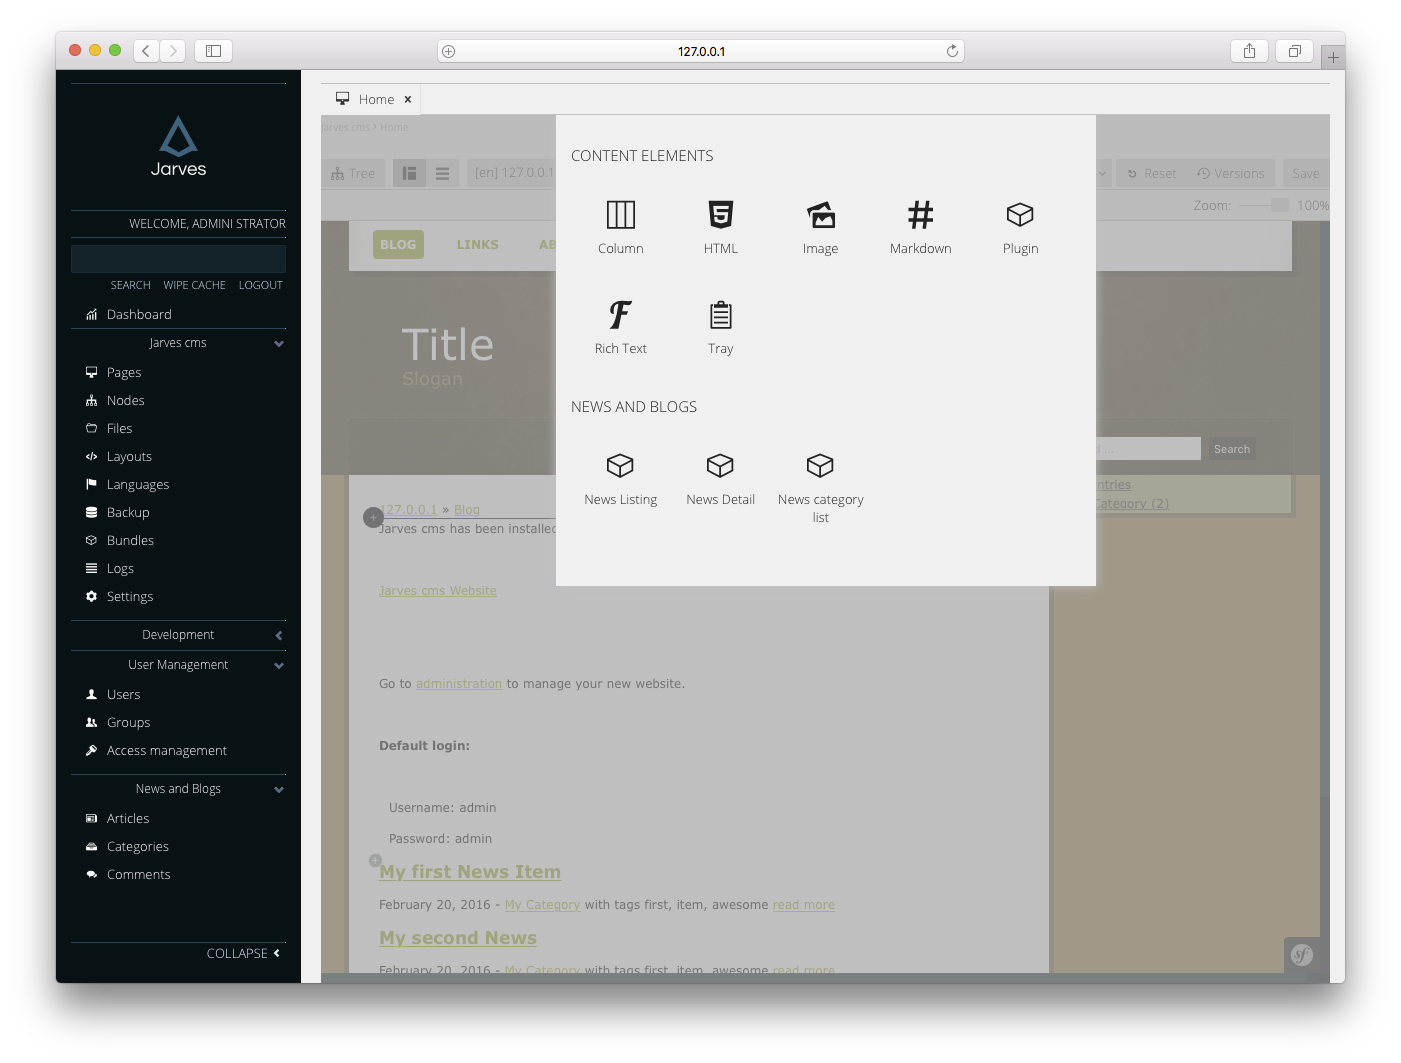 127.0.0.1
Jarves
WELCOME, ADMINI STRATOR
SEARCH WIPE CACHE LOGOUT
Dashboard
Jarves cms
Pages
Nodes
Files
Layouts
Languages
Backup
Bundles
Logs
Settings
Development
User Management
Users
Groups
Access management
News and Blogs
Articles
Categories
Comments
COLLAPSE
Home
Jarves cms › Home
Tree
[en] 127.0.0.1
Reset
Versions
Save
Zoom: 100%
BLOG LINKS AB
Title
Slogan
Search
127.0.0.1 » Blog
Jarves cms has been installed
Jarves cms Website
Go to administration to manage your new website.
Default login:
Username: admin
Password: admin
My first News Item
February 20, 2016 - My Category with tags first, item, awesome read more
My second News
February 20, 2016 - My Category with tags first, item, awesome read more
ntries
Category (2)
sf
CONTENT ELEMENTS
Column
HTML
Image
Markdown
Plugin
Rich Text
Tray
NEWS AND BLOGS
News Listing
News Detail
News category
list